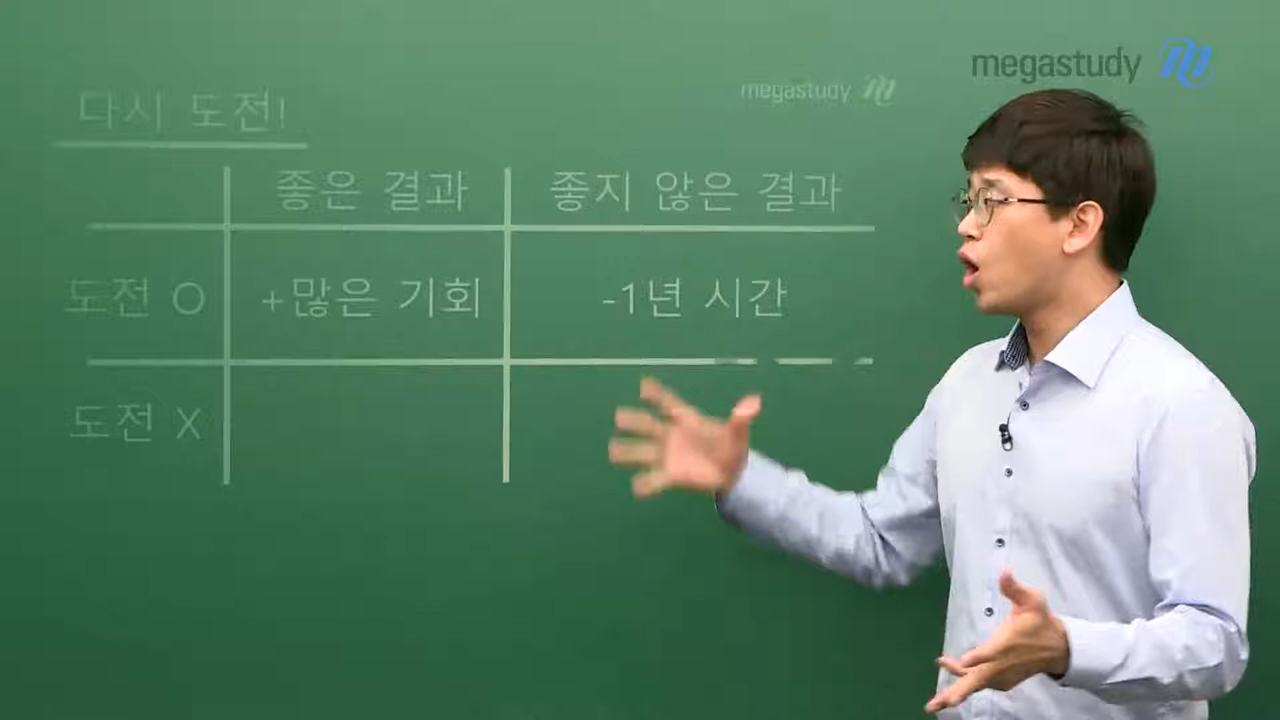 megastudy
megastudy
다시 도전!
좋은 결과 좋지 않은 결과
도전 O +많은 기회 -1년 시간
도전 X